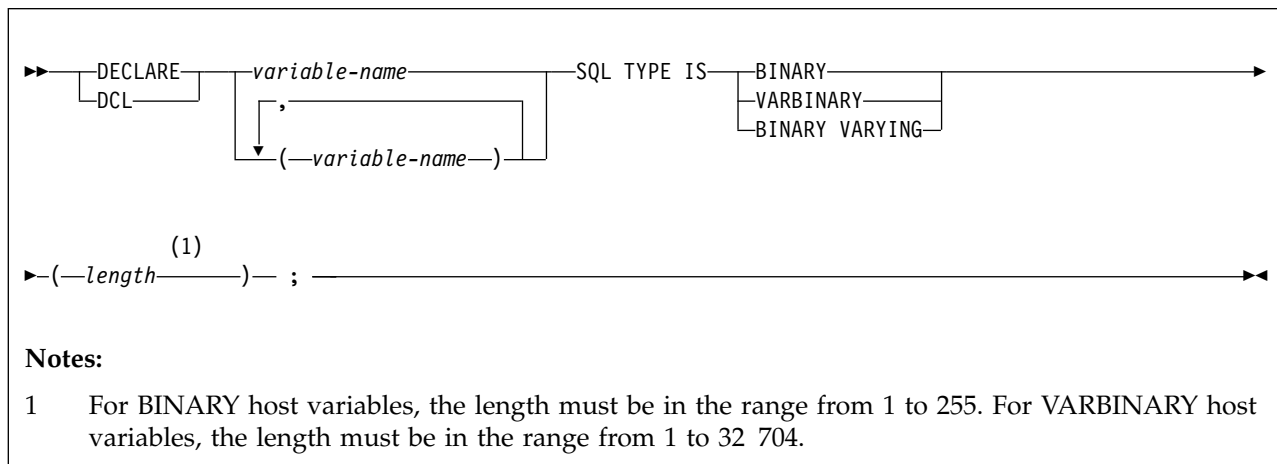 DECLARE variable-name SQL TYPE IS BINARY
DCL , VARBINARY
BINARY VARYING
( variable-name )
(1)
( length ) ;
Notes:
1 For BINARY host variables, the length must be in the range from 1 to 255. For VARBINARY host
variables, the length must be in the range from 1 to 32 704.